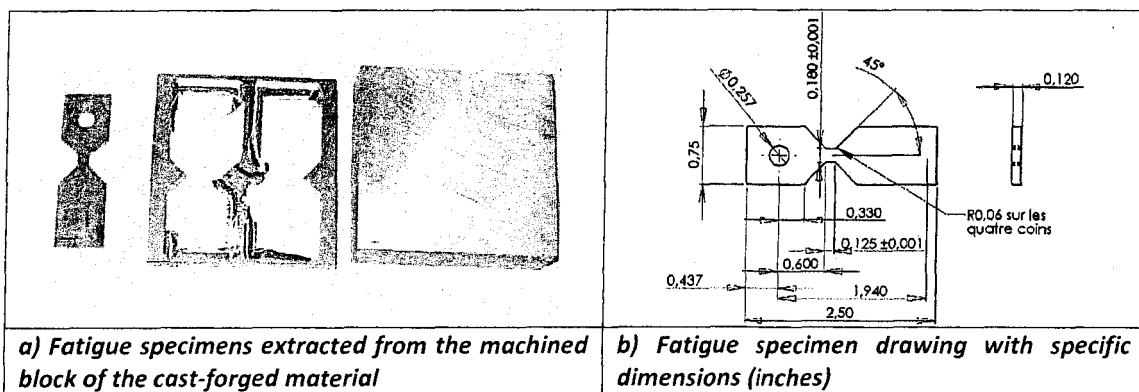 Ø0,257
0,180 ±0,001
45°
0,120
0,75
R0,06 sur les
quatre coins
0,330
0,125 ±0,001
0,600
0,437
1,940
2,50
a) Fatigue specimens extracted from the machined
block of the cast-forged material
b) Fatigue specimen drawing with specific
dimensions (inches)